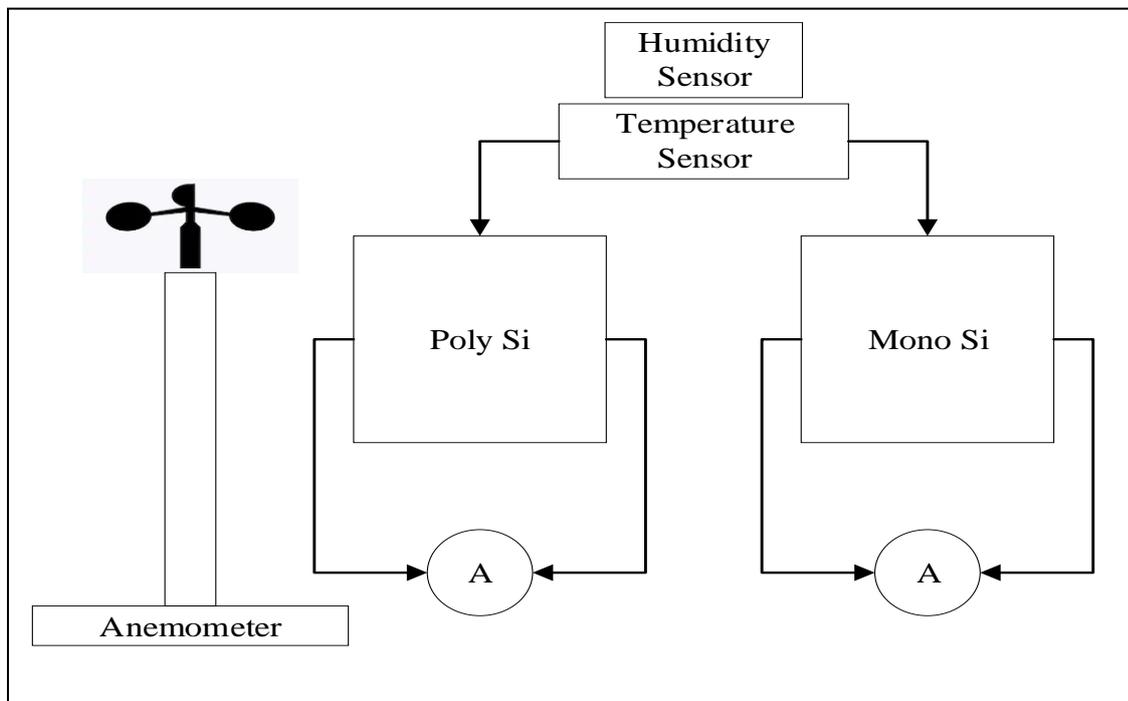 Humidity
Sensor
Temperature
Sensor
Poly Si
Mono Si
A
A
Anemometer